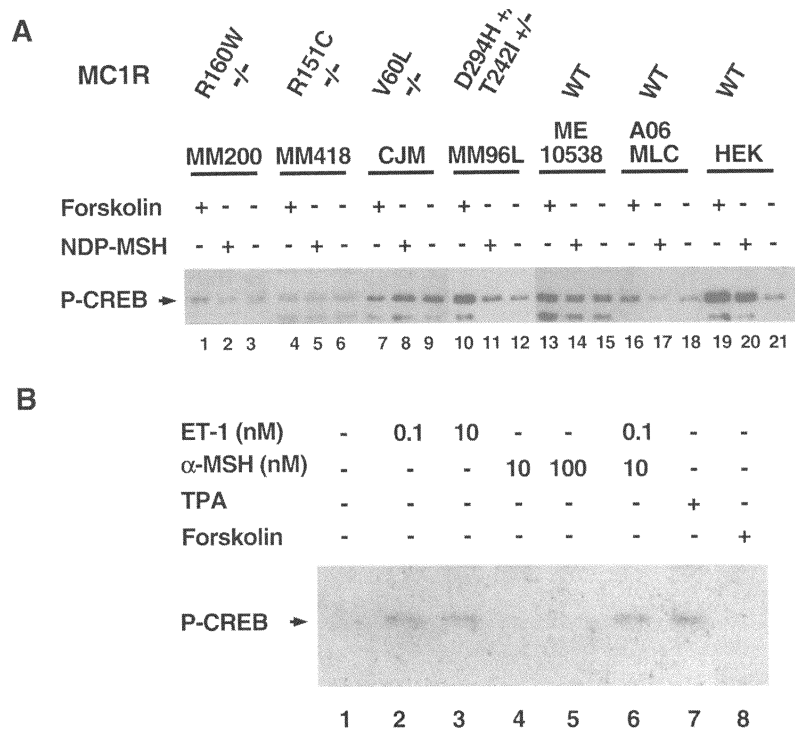 A
MC1R
R160W -/-
R151C -/-
V60L -/-
D294H +/
T242I +/-
WT
WT
WT
MM200 MM418 CJM MM96L ME 10538 A06 MLC HEK
Forskolin + - - + - - + - - + - - + - - + - - + - -
NDP-MSH - + - - + - - + - - + - - + - - + - - + -
P-CREB
1 2 3 4 5 6 7 8 9 10 11 12 13 14 15 16 17 18 19 20 21
B
ET-1 (nM) - 0.1 10 - - 0.1 - -
α-MSH (nM) - - - 10 100 10 - -
TPA - - - - - - + -
Forskolin - - - - - - - +
P-CREB
1 2 3 4 5 6 7 8